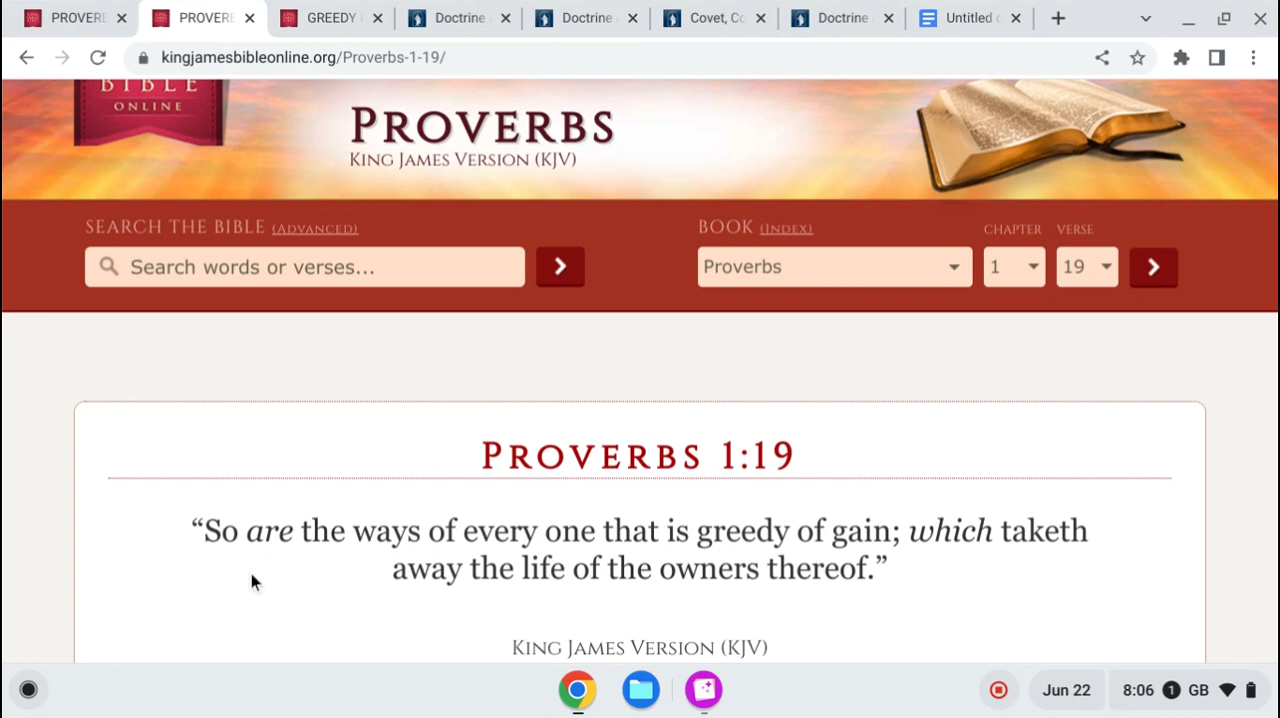 PROVERB
PROVERB
GREEDY
Doctrine
Doctrine
Covet, Co
Doctrine
Untitled
kingjamesbibleonline.org/Proverbs-1-19/
BIBLE
ONLINE
PROVERBS
KING JAMES VERSION (KJV)
SEARCH THE BIBLE (ADVANCED)
BOOK (INDEX)
CHAPTER
VERSE
Search words or verses...
Proverbs
1
19
PROVERBS 1:19
“So are the ways of every one that is greedy of gain; which taketh
away the life of the owners thereof.”
KING JAMES VERSION (KJV)
Jun 22
8:06
1
GB